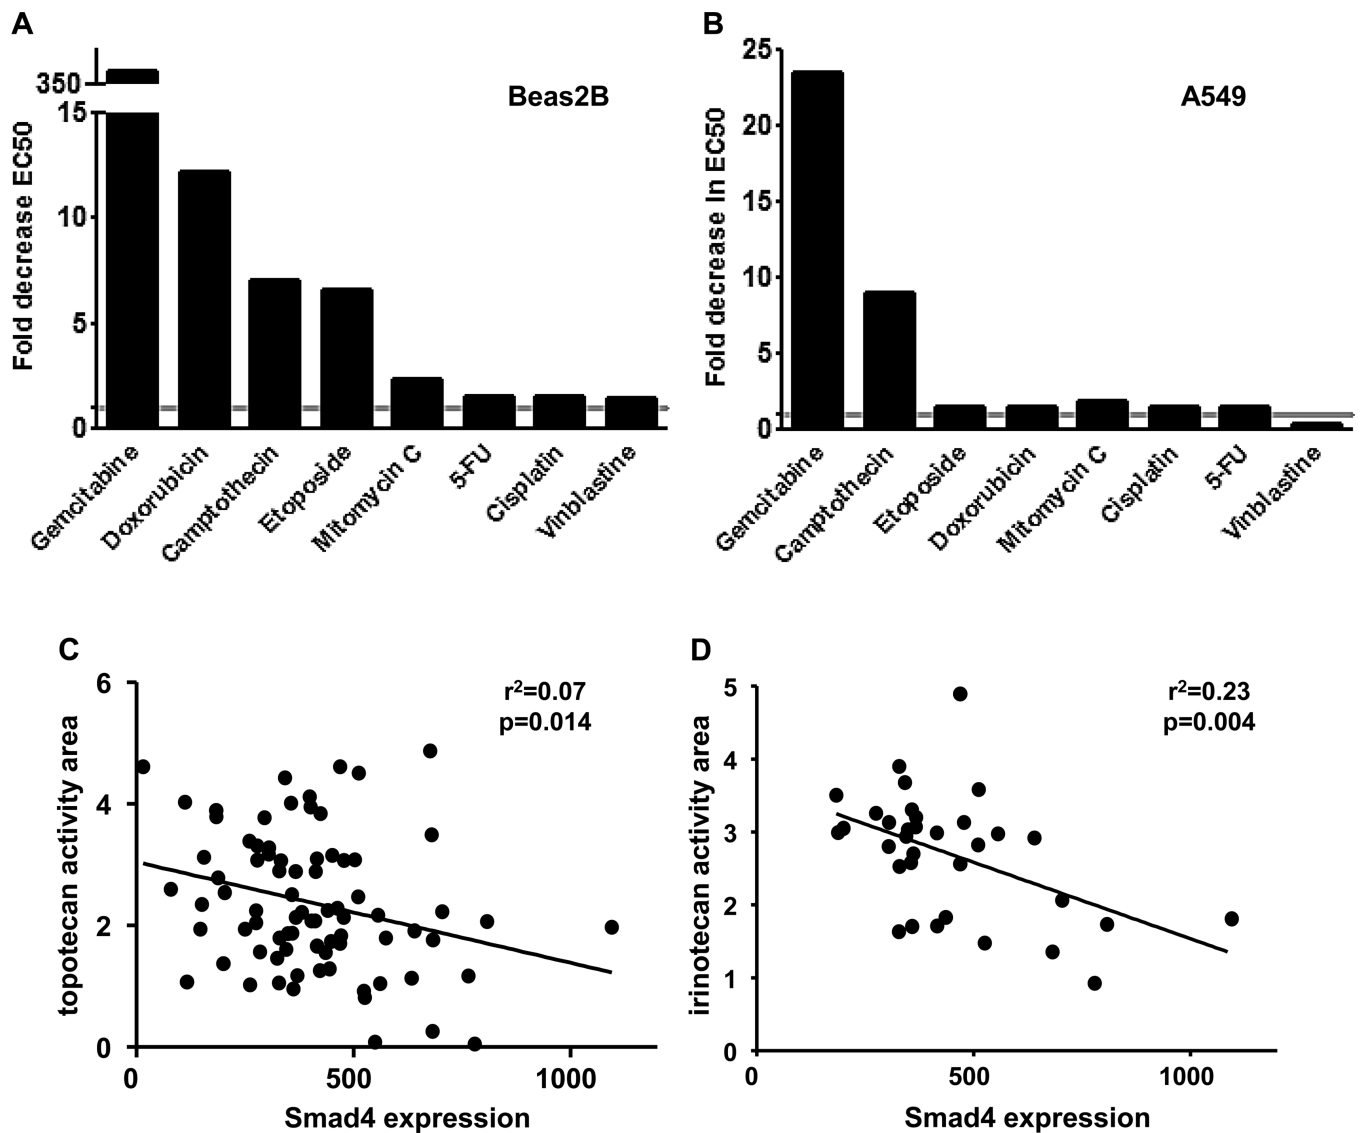 A
Fold decrease EC50
350
15
10
5
0
Beas2B
Gemcitabine
Doxorubicin
Camptothecin
Etoposide
Mitomycin C
5-FU
Cisplatin
Vinblastine
B
Fold decrease In EC50
25
20
15
10
5
0
A549
Gemcitabine
Camptothecin
Etoposide
Doxorubicin
Mitomycin C
Cisplatin
5-FU
Vinblastine
C
topotecan activity area
6
4
2
0
r²=0.07
p=0.014
0 500 1000
Smad4 expression
D
irinotecan activity area
5
4
3
2
1
0
r²=0.23
p=0.004
0 500 1000
Smad4 expression